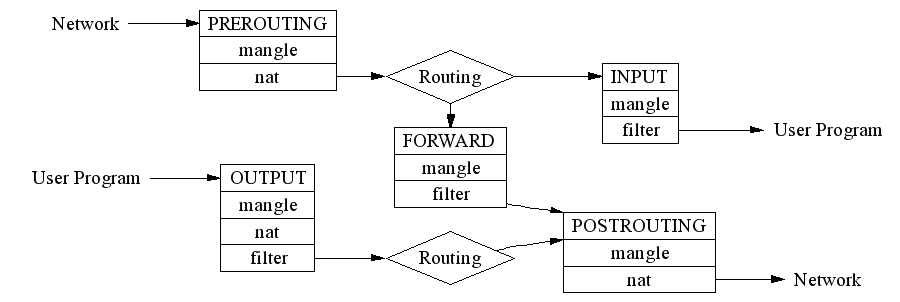 Network
PREROUTING
mangle
nat
Routing
INPUT
mangle
filter
User Program
FORWARD
mangle
filter
User Program
OUTPUT
mangle
nat
filter
Routing
POSTROUTING
mangle
nat
Network